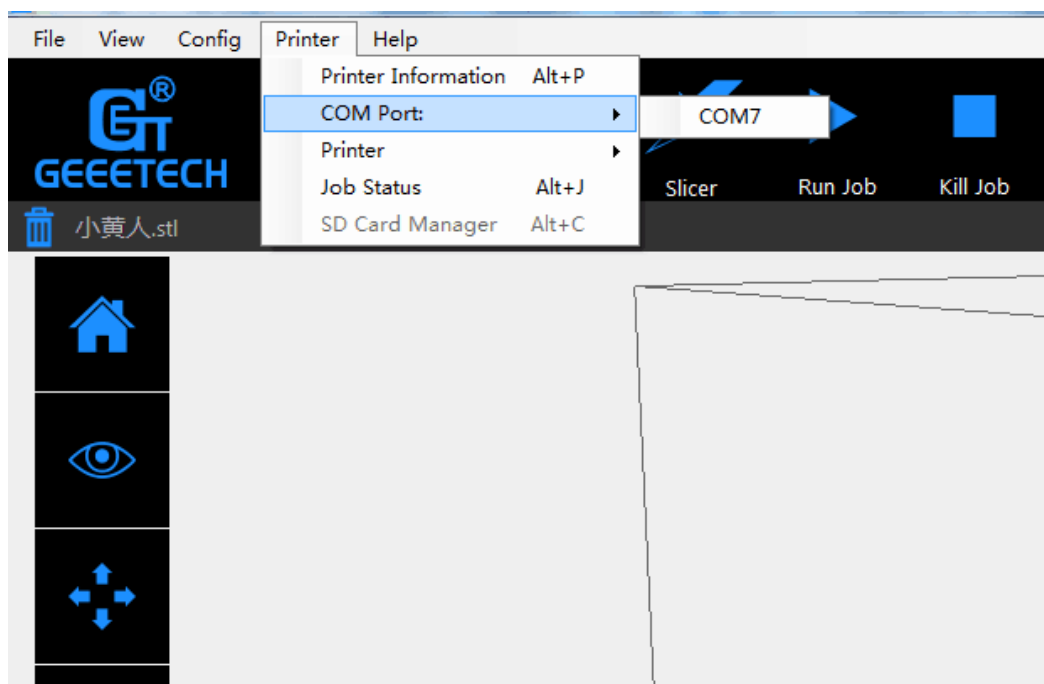 File View Config Printer Help
Printer Information Alt+P
COM Port:
COM7
Printer
Job Status Alt+J
SD Card Manager Alt+C
GEEETECH
Slicer Run Job Kill Job
小黄人.stl